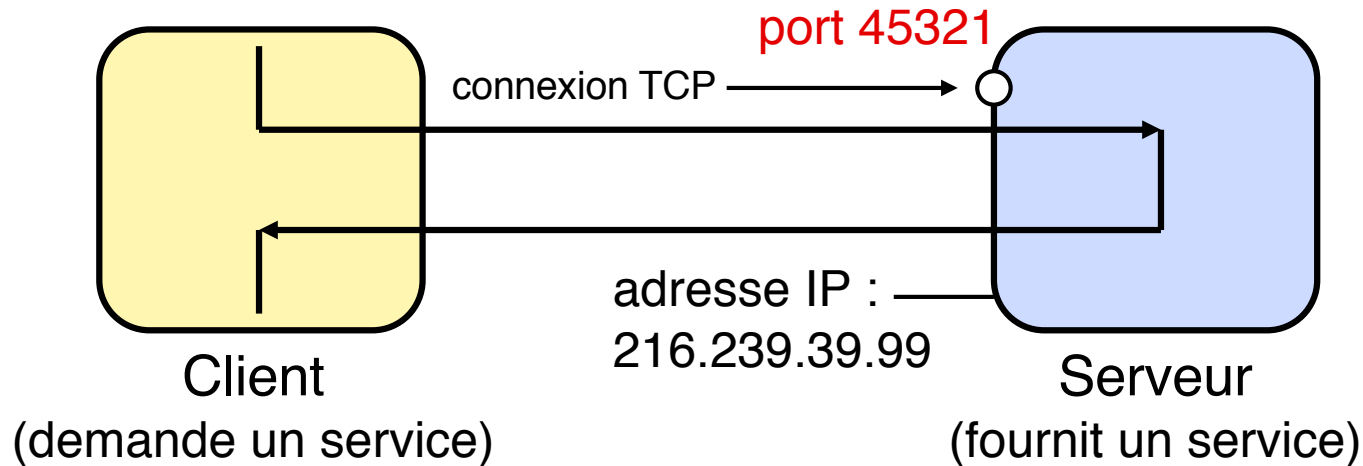 port 45321
connexion TCP
adresse IP :
216.239.39.99
Client
(demande un service)
Serveur
(fournit un service)